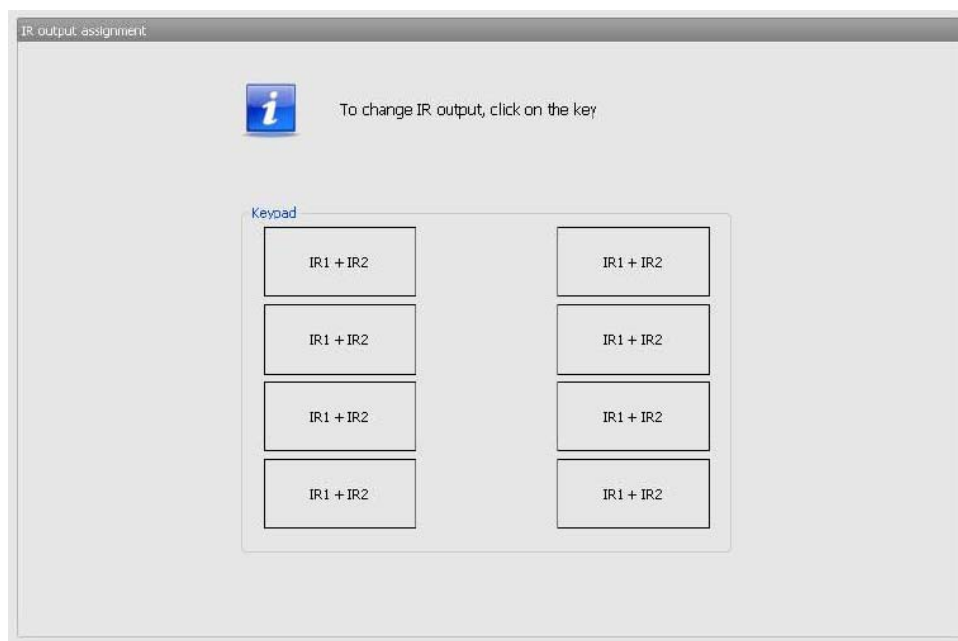 IR output assignment
To change IR output, click on the key
Keypad
IR1 + IR2 IR1 + IR2
IR1 + IR2 IR1 + IR2
IR1 + IR2 IR1 + IR2
IR1 + IR2 IR1 + IR2